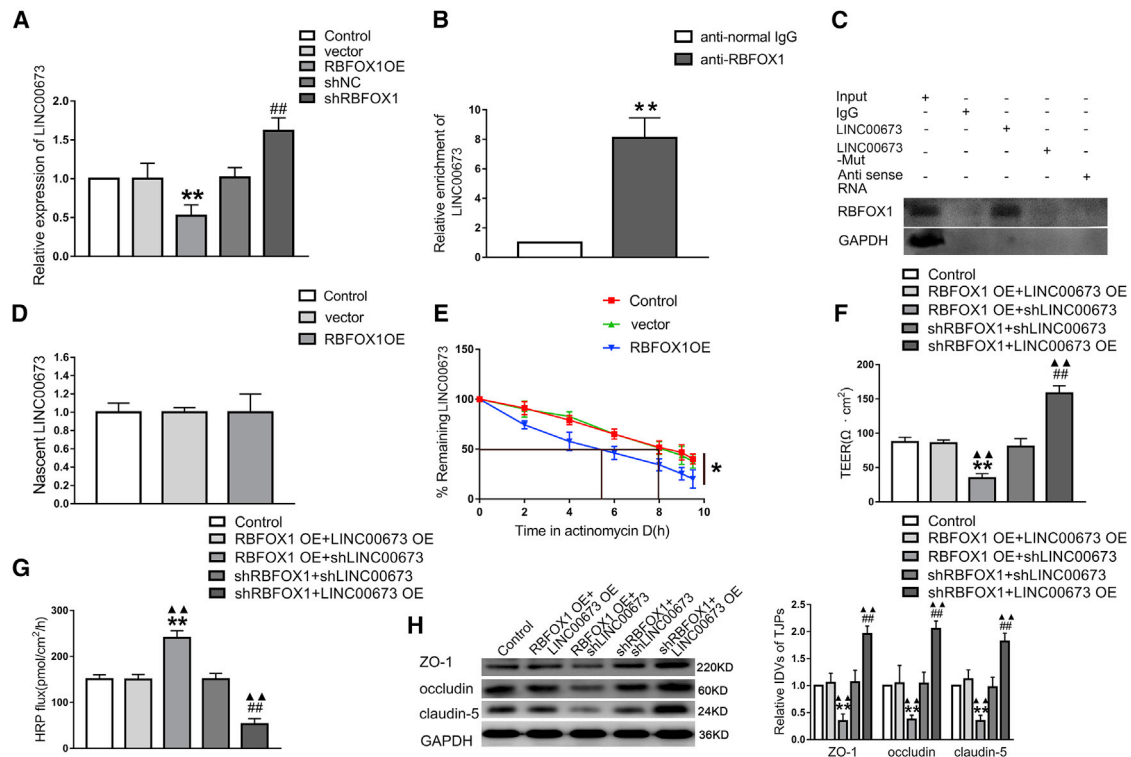 A
Control
vector
RBFOX1OE
shNC
shRBFOX1
Relative expression of LINC00673
2.0
1.5
1.0
0.5
0.0
**
##
B
anti-normal IgG
anti-RBFOX1
Relative enrichment of
LINC00673
10
8
6
4
2
0
**
C
Input + - - - -
IgG - + - - -
LINC00673 - - + - -
LINC00673
-Mut - - - + -
Anti sense
RNA - - - - +
RBFOX1
GAPDH
D
Control
vector
RBFOX1OE
Nascent LINC00673
1.6
1.4
1.2
1.0
0.8
0.6
0.4
0.2
0.0
E
Control
vector
RBFOX1OE
% Remaining LINC00673
150
100
50
0
0 2 4 6 8 10
Time in actinomycin D(h)
*
F
Control
RBFOX1 OE+LINC00673 OE
RBFOX1 OE+shLINC00673
shRBFOX1+shLINC00673
shRBFOX1+LINC00673 OE
TEER(Ω · cm²)
200
150
100
50
0
▲▲
**
▲▲
##
G
Control
RBFOX1 OE+LINC00673 OE
RBFOX1 OE+shLINC00673
shRBFOX1+shLINC00673
shRBFOX1+LINC00673 OE
HRP flux(pmol/cm²/h)
300
200
100
0
▲▲
**
▲▲
##
H
Control
RBFOX1 OE+
LINC00673 OE
RBFOX1 OE+
shLINC00673
shRBFOX1+
shLINC00673
shRBFOX1+
LINC00673 OE
ZO-1 220KD
occludin 60KD
claudin-5 24KD
GAPDH 36KD
Control
RBFOX1 OE+LINC00673 OE
RBFOX1 OE+shLINC00673
shRBFOX1+shLINC00673
shRBFOX1+LINC00673 OE
Relative IDVs of TJPs
2.5
2.0
1.5
1.0
0.5
0.0
▲▲
**
▲▲
##
▲▲
**
▲▲
##
▲▲
**
▲▲
##
ZO-1 occludin claudin-5